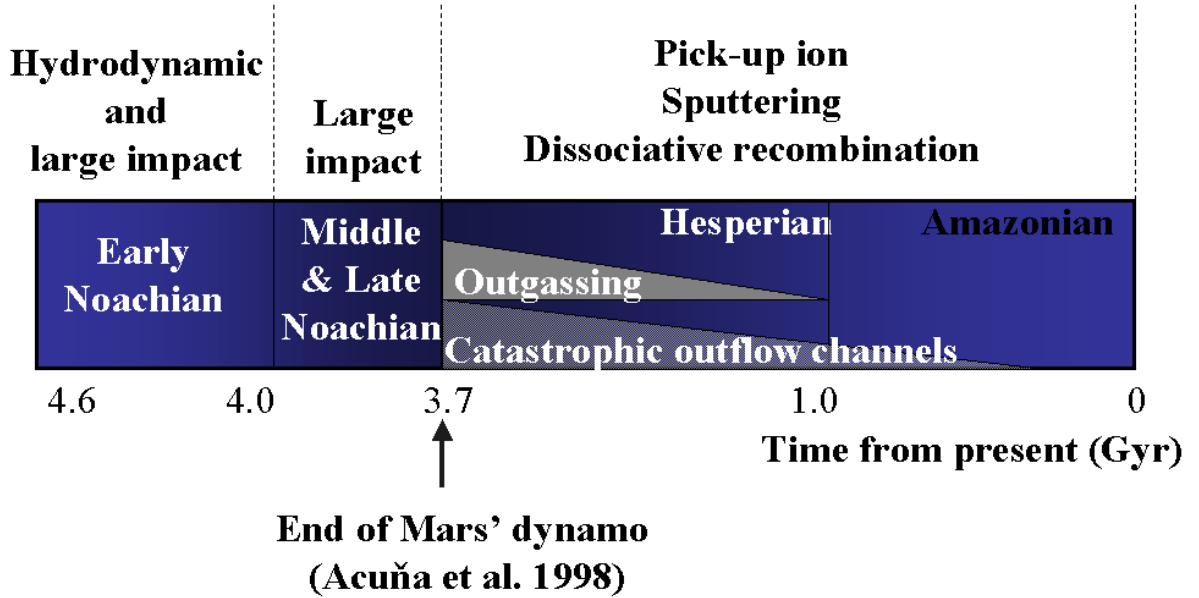 Hydrodynamic
and
large impact
Large
impact
Pick-up ion
Sputtering
Dissociative recombination
Early
Noachian
Middle
& Late
Noachian
Hesperian
Amazonian
Outgassing
Catastrophic outflow channels
4.6
4.0
3.7
1.0
0
Time from present (Gyr)
End of Mars’ dynamo
(Acuňa et al. 1998)